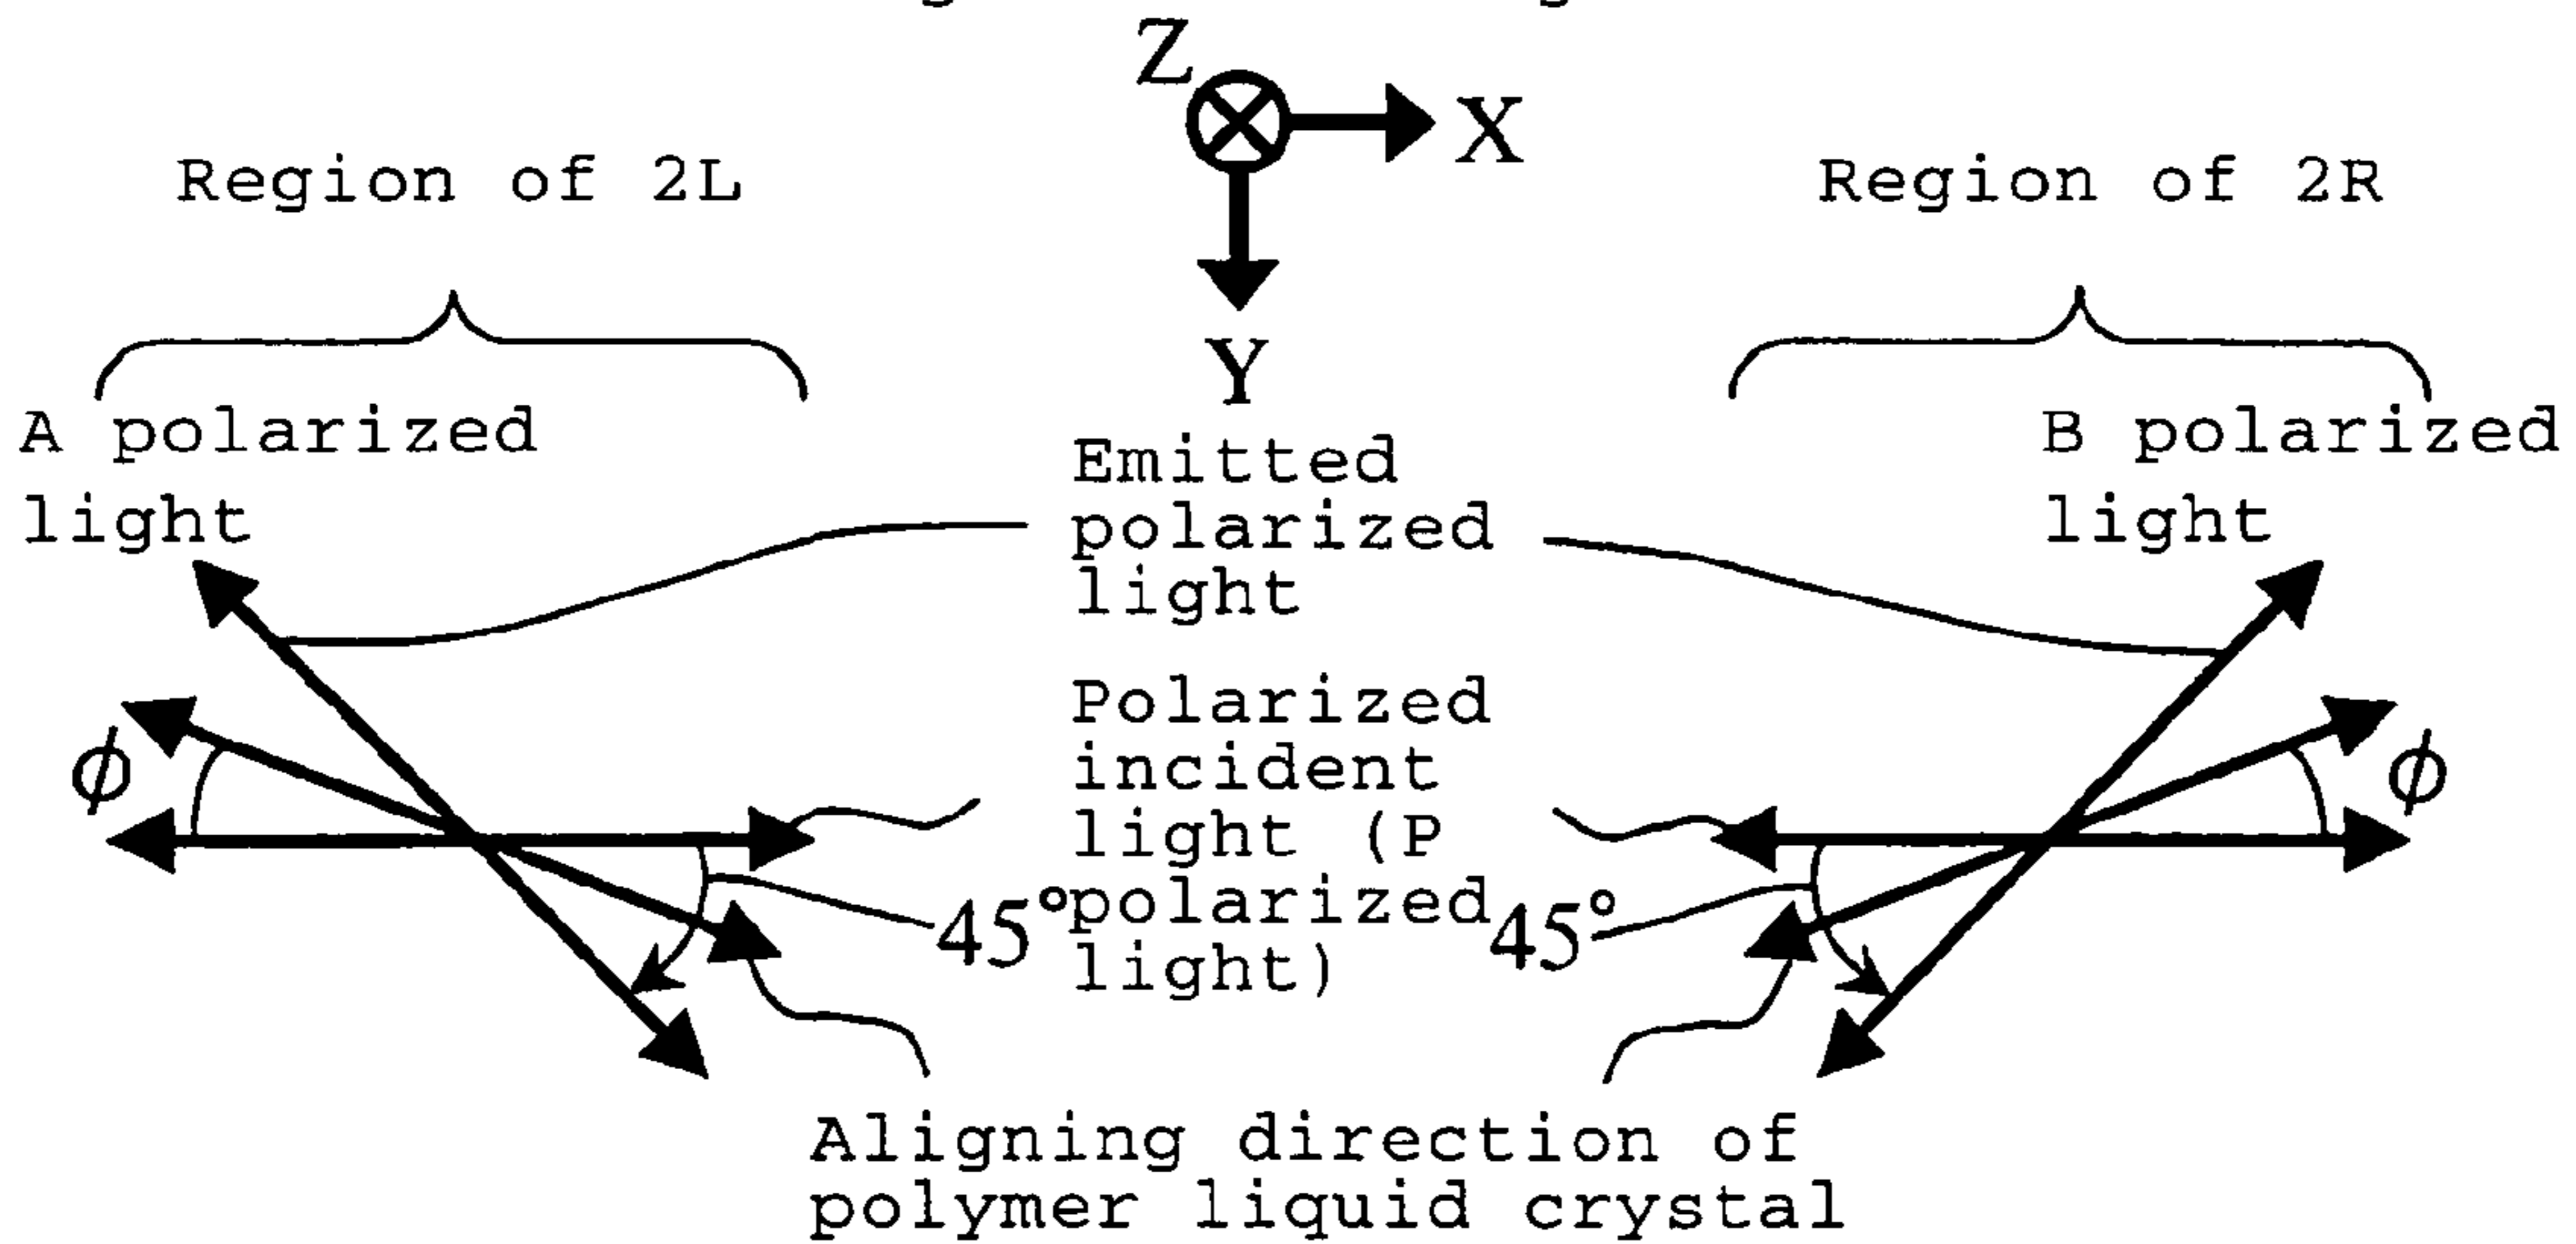 Z
X
Y
Region of 2L
Region of 2R
A polarized
light
Emitted
polarized
light
B polarized
light
Polarized
incident
light (P
polarized
light)
ϕ
ϕ
45°
45°
Aligning direction of
polymer liquid crystal